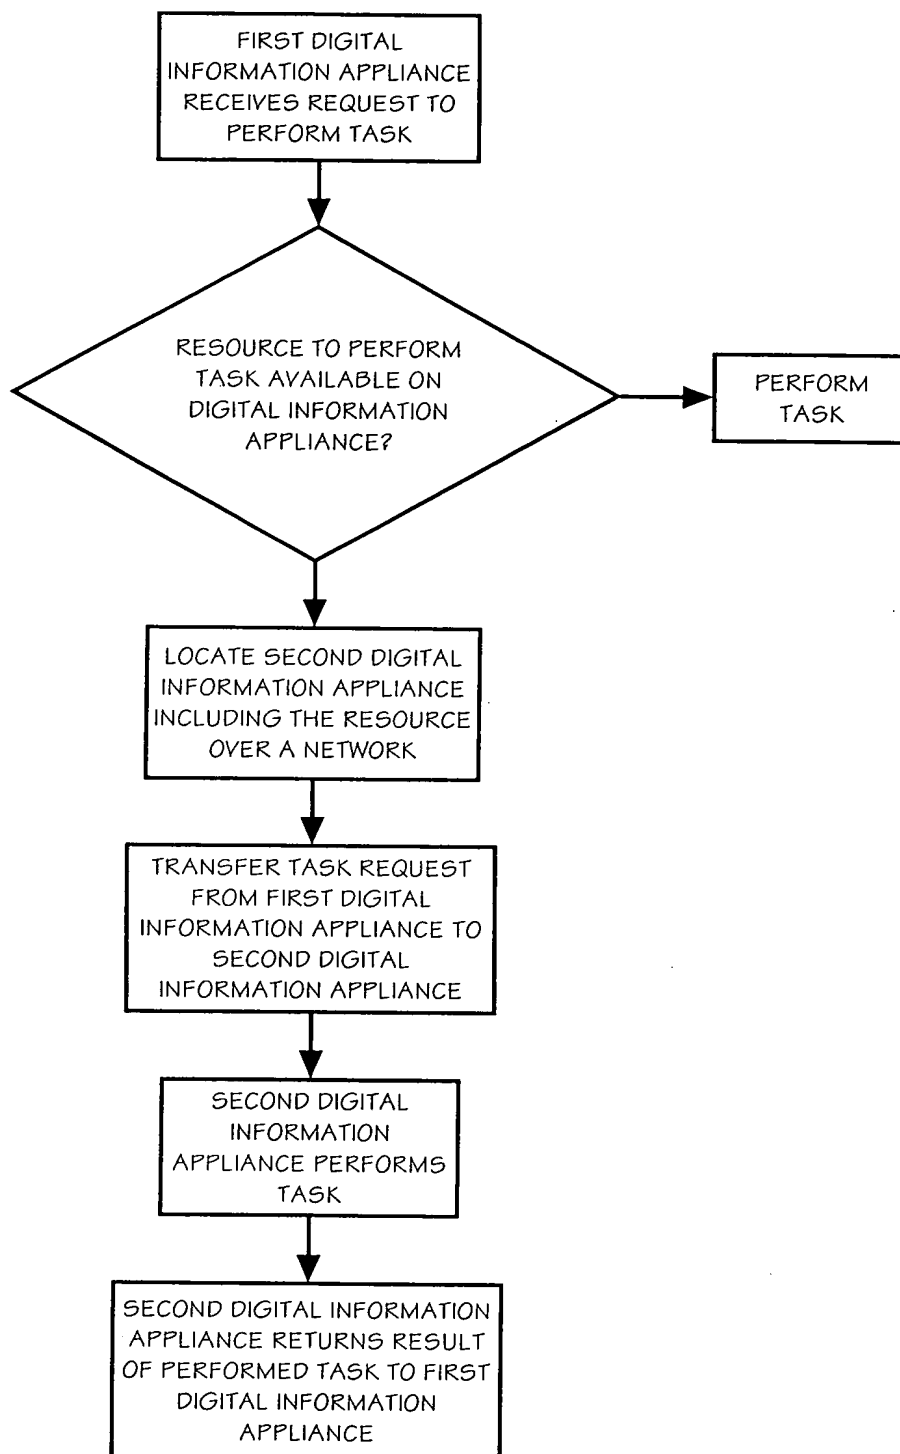 FIRST DIGITAL
INFORMATION APPLIANCE
RECEIVES REQUEST TO
PERFORM TASK
RESOURCE TO PERFORM
TASK AVAILABLE ON
DIGITAL INFORMATION
APPLIANCE?
PERFORM
TASK
LOCATE SECOND DIGITAL
INFORMATION APPLIANCE
INCLUDING THE RESOURCE
OVER A NETWORK
TRANSFER TASK REQUEST
FROM FIRST DIGITAL
INFORMATION APPLIANCE TO
SECOND DIGITAL
INFORMATION APPLIANCE
SECOND DIGITAL
INFORMATION
APPLIANCE PERFORMS
TASK
SECOND DIGITAL INFORMATION
APPLIANCE RETURNS RESULT
OF PERFORMED TASK TO FIRST
DIGITAL INFORMATION
APPLIANCE